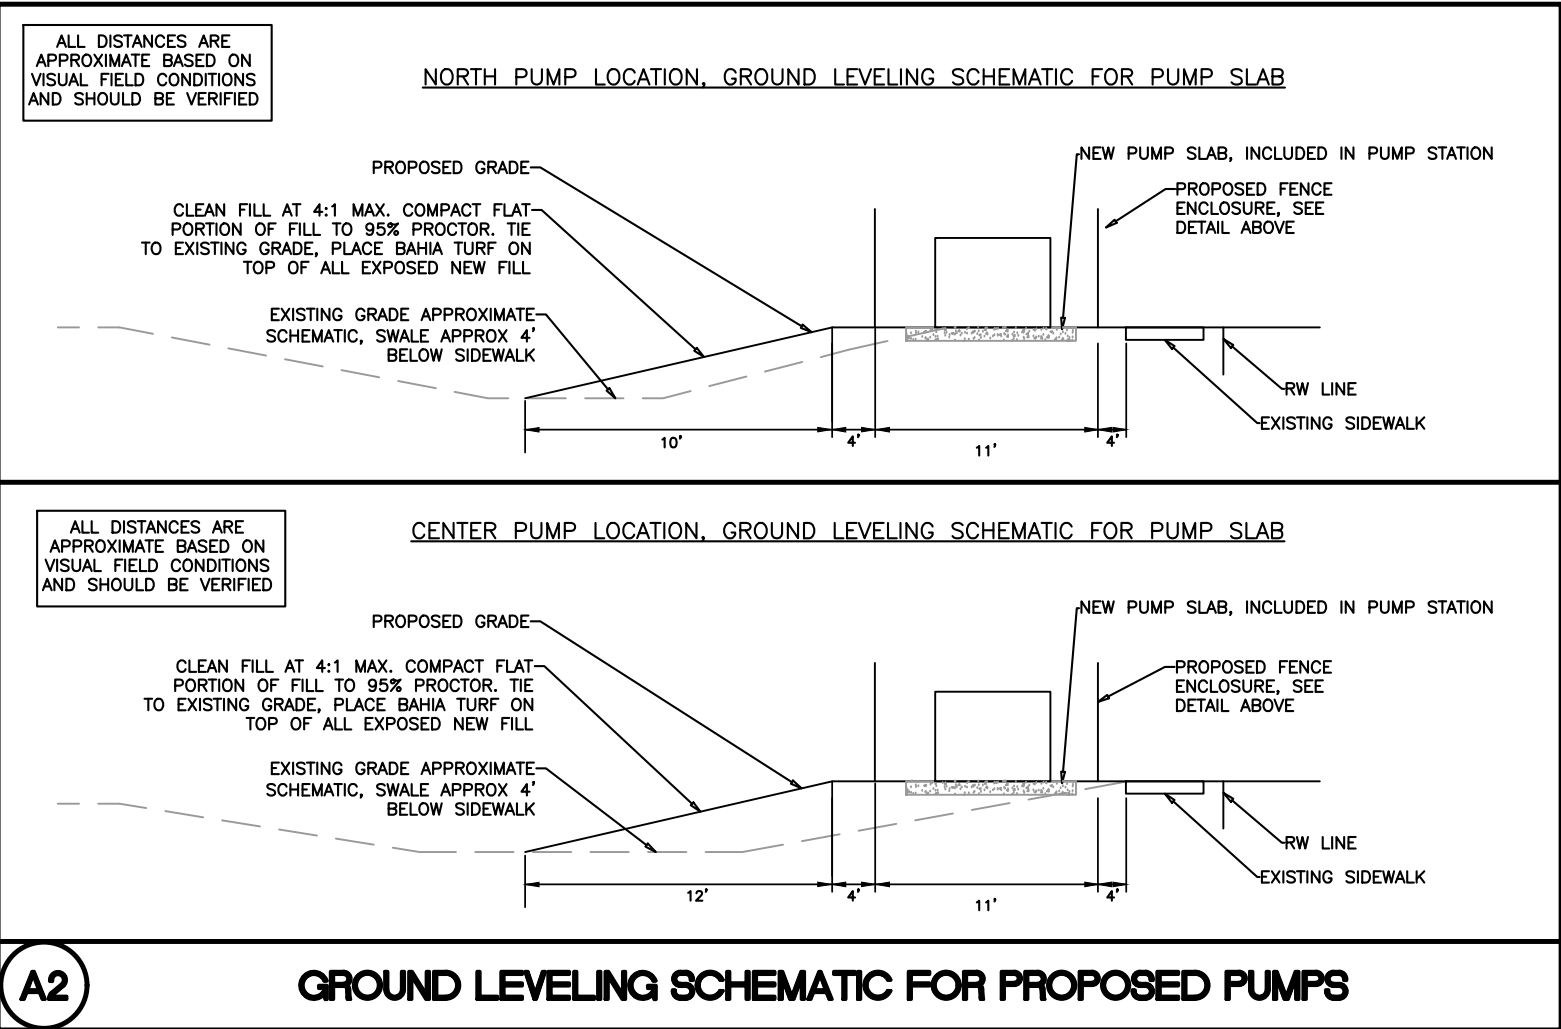 ALL DISTANCES ARE
APPROXIMATE BASED ON
VISUAL FIELD CONDITIONS
AND SHOULD BE VERIFIED
NORTH PUMP LOCATION, GROUND LEVELING SCHEMATIC FOR PUMP SLAB
PROPOSED GRADE
CLEAN FILL AT 4:1 MAX. COMPACT FLAT
PORTION OF FILL TO 95% PROCTOR. TIE
TO EXISTING GRADE, PLACE BAHIA TURF ON
TOP OF ALL EXPOSED NEW FILL
EXISTING GRADE APPROXIMATE
SCHEMATIC, SWALE APPROX 4'
BELOW SIDEWALK
NEW PUMP SLAB, INCLUDED IN PUMP STATION
PROPOSED FENCE
ENCLOSURE, SEE
DETAIL ABOVE
RW LINE
EXISTING SIDEWALK
10'
4'
11'
4'
ALL DISTANCES ARE
APPROXIMATE BASED ON
VISUAL FIELD CONDITIONS
AND SHOULD BE VERIFIED
CENTER PUMP LOCATION, GROUND LEVELING SCHEMATIC FOR PUMP SLAB
PROPOSED GRADE
CLEAN FILL AT 4:1 MAX. COMPACT FLAT
PORTION OF FILL TO 95% PROCTOR. TIE
TO EXISTING GRADE, PLACE BAHIA TURF ON
TOP OF ALL EXPOSED NEW FILL
EXISTING GRADE APPROXIMATE
SCHEMATIC, SWALE APPROX 4'
BELOW SIDEWALK
NEW PUMP SLAB, INCLUDED IN PUMP STATION
PROPOSED FENCE
ENCLOSURE, SEE
DETAIL ABOVE
RW LINE
EXISTING SIDEWALK
12'
4'
11'
4'
A2
GROUND LEVELING SCHEMATIC FOR PROPOSED PUMPS